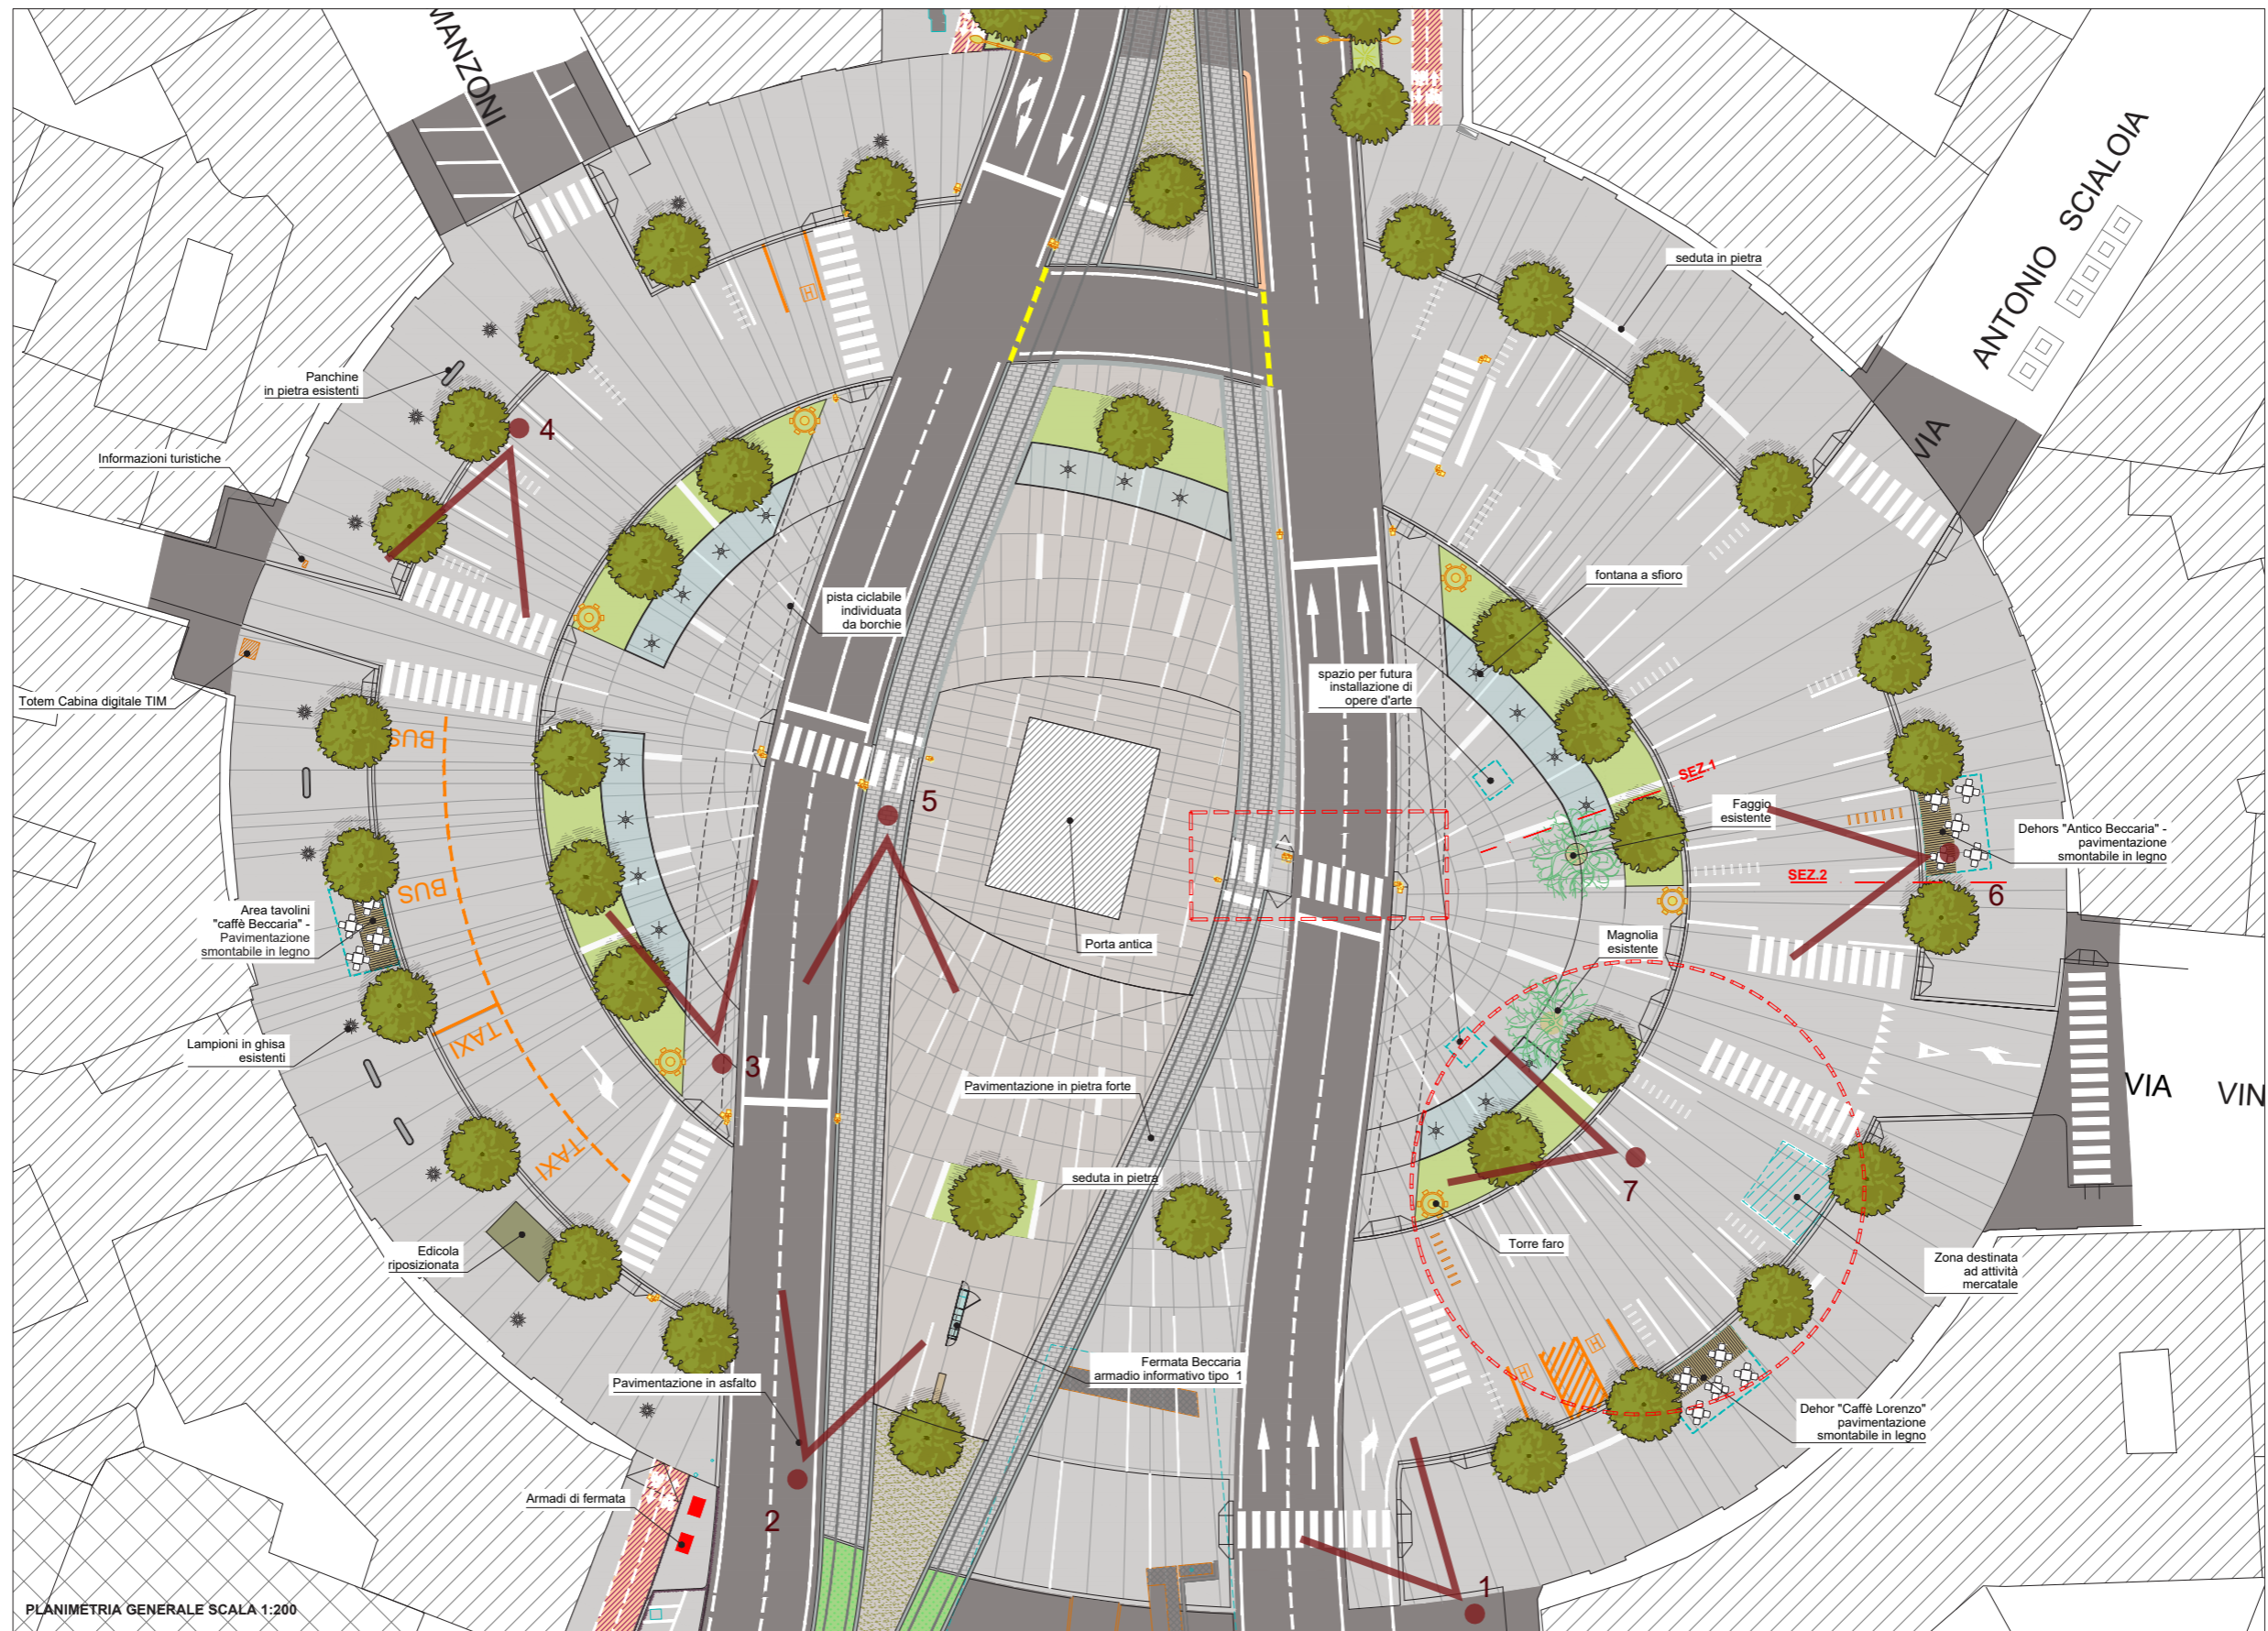 MANZONI
ANTONIO SCIALOIA
VIA
seduta in pietra
Panchine
in pietra esistenti
4
Informazioni turistiche
H
pista ciclabile
individuata
da borchie
fontana a sfioro
spazio per futura
installazione di
opere d'arte
Totem Cabina digitale TIM
BUS
SEZ.1
5
Faggio
esistente
Dehors "Antico Beccaria" -
pavimentazione
smontabile in legno
SEZ.2
6
BUS
Area tavolini
"caffè Beccaria" -
Pavimentazione
smontabile in legno
Porta antica
Magnolia
esistente
Lampioni in ghisa
esistenti
TAXI
3
Pavimentazione in pietra forte
VIA VIN
TAXI
seduta in pietra
7
Torre faro
Edicola
riposizionata
Zona destinata
ad attività
mercatale
Fermata Beccaria
armadio informativo tipo 1
H
H
Pavimentazione in asfalto
Dehor "Caffè Lorenzo"
pavimentazione
smontabile in legno
Armadi di fermata
2
1
PLANIMETRIA GENERALE SCALA 1:200